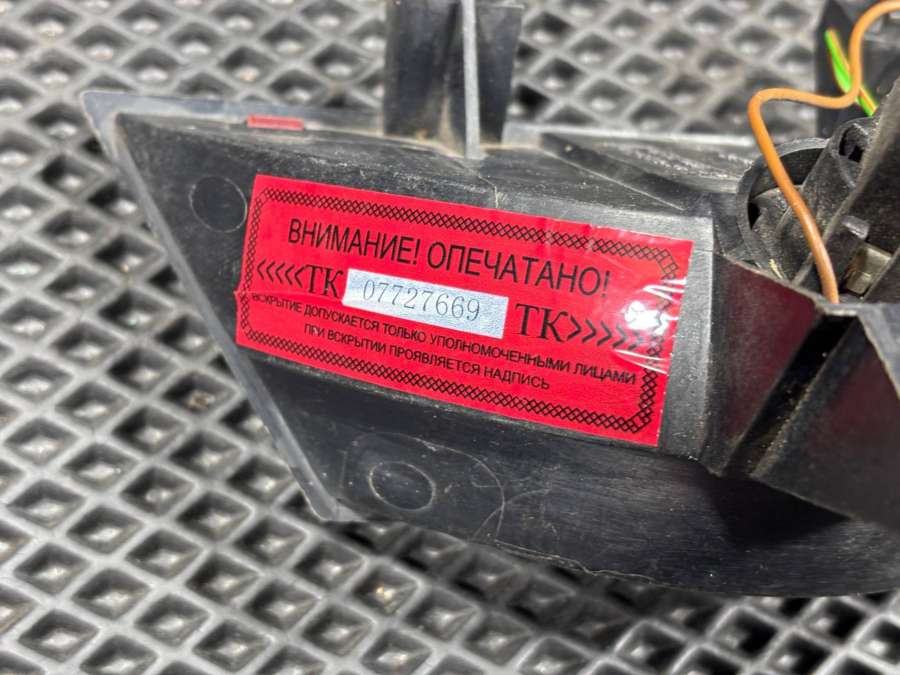 ВНИМАНИЕ! ОПЕЧАТАНО!
<<<<<ТК 07727669 ТК>>>>>
ВСКРЫТИЕ ДОПУСКАЕТСЯ ТОЛЬКО УПОЛНОМОЧЕННЫМИ ЛИЦАМИ
ПРИ ВСКРЫТИИ ПРОЯВЛЯЕТСЯ НАДПИСЬ